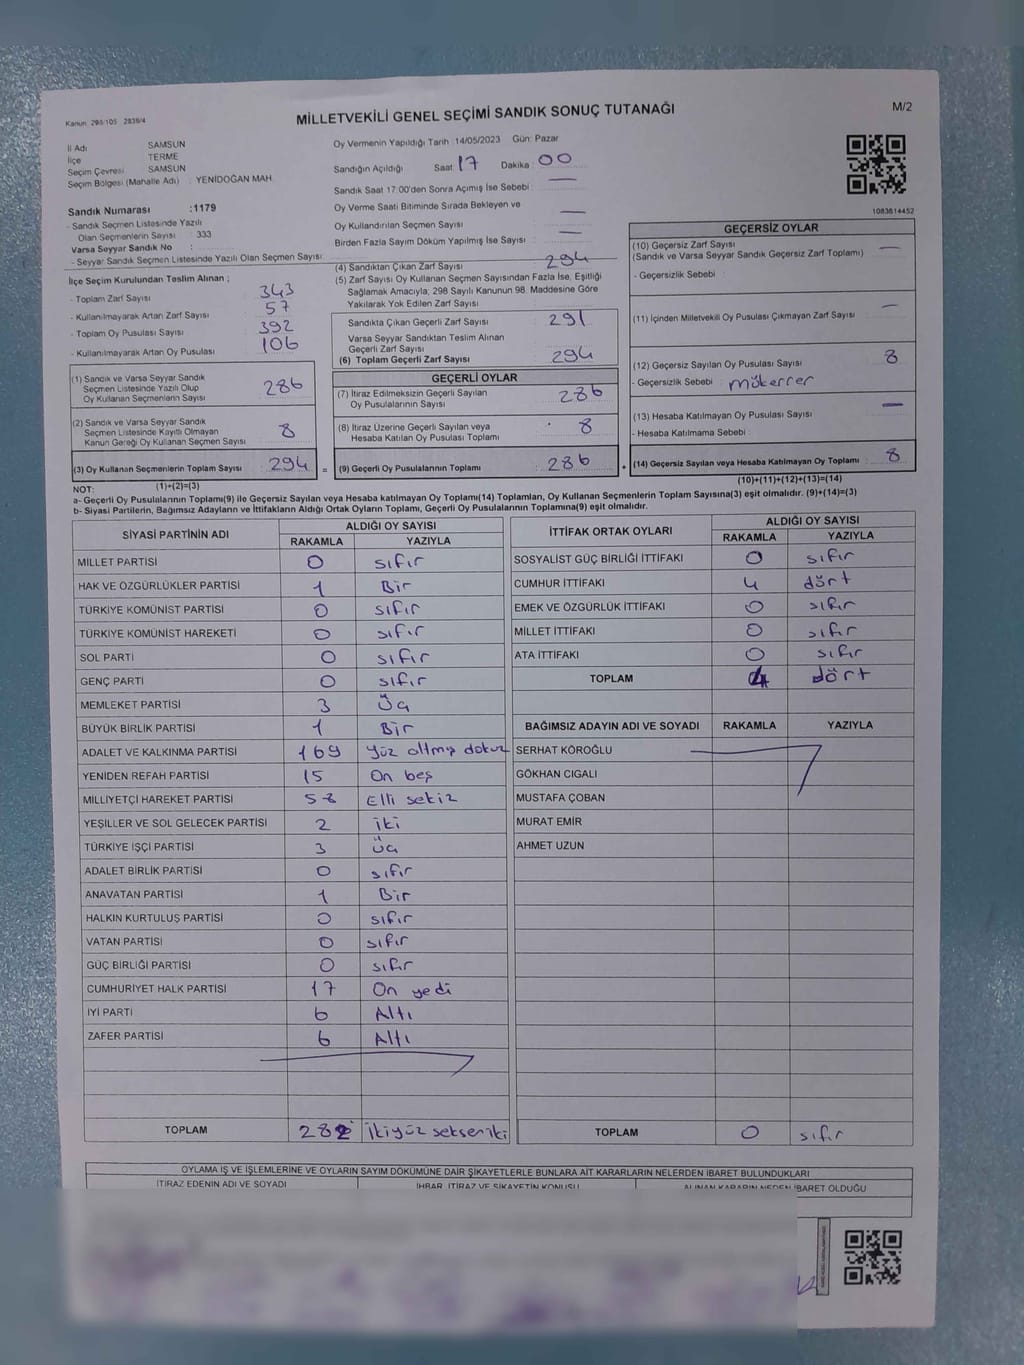 Kanun: 298/105 2839/4
MİLLETVEKİLİ GENEL SEÇİMİ SANDIK SONUÇ TUTANAĞI
M/2
İl Adı SAMSUN
İlçe TERME
Seçim Çevresi SAMSUN
Seçim Bölgesi (Mahalle Adı) : YENİDOĞAN MAH.
Sandık Numarası :1179
- Sandık Seçmen Listesinde Yazılı
Olan Seçmenlerin Sayısı : 333
Varsa Seyyar Sandık No :
- Seyyar Sandık Seçmen Listesinde Yazılı Olan Seçmen Sayısı:
Oy Vermenin Yapıldığı Tarih :14/05/2023 Gün: Pazar
Sandığın Açıldığı Saat 17 Dakika 00
Sandık Saat 17:00'den Sonra Açılmış İse Sebebi : —
Oy Verme Saati Bitiminde Sırada Bekleyen ve
Oy Kullandırılan Seçmen Sayısı —
Birden Fazla Sayım Döküm Yapılmış İse Sayısı : —
1083614452
İlçe Seçim Kurulundan Teslim Alınan ;
- Toplam Zarf Sayısı 343
- Kullanılmayarak Artan Zarf Sayısı : 57
- Toplam Oy Pusulası Sayısı 392
- Kullanılmayarak Artan Oy Pusulası 106
(1) Sandık ve Varsa Seyyar Sandık
Seçmen Listesinde Yazılı Olup
Oy Kullanan Seçmenlerin Sayısı 286
(2) Sandık ve Varsa Seyyar Sandık
Seçmen Listesinde Kayıtlı Olmayan
Kanun Gereği Oy Kullanan Seçmen Sayısı 8
(3) Oy Kullanan Seçmenlerin Toplam Sayısı 294 =
(1)+(2)=(3)
(4) Sandıktan Çıkan Zarf Sayısı 294
(5) Zarf Sayısı Oy Kullanan Seçmen Sayısından Fazla İse, Eşitliği
Sağlamak Amacıyla; 298 Sayılı Kanunun 98. Maddesine Göre
Yakılarak Yok Edilen Zarf Sayısı :
Sandıkta Çıkan Geçerli Zarf Sayısı 291
Varsa Seyyar Sandıktan Teslim Alınan
Geçerli Zarf Sayısı
(6) Toplam Geçerli Zarf Sayısı 294
GEÇERLİ OYLAR
(7) İtiraz Edilmeksizin Geçerli Sayılan
Oy Pusulalarının Sayısı 286
(8) İtiraz Üzerine Geçerli Sayılan veya
Hesaba Katılan Oy Pusulası Toplamı 8
(9) Geçerli Oy Pusulalarının Toplamı : 286 +
GEÇERSİZ OYLAR
(10) Geçersiz Zarf Sayısı —
(Sandık ve Varsa Seyyar Sandık Geçersiz Zarf Toplamı)
- Geçersizlik Sebebi :
(11) İçinden Milletvekili Oy Pusulası Çıkmayan Zarf Sayısı : —
(12) Geçersiz Sayılan Oy Pusulası Sayısı 8
- Geçersizlik Sebebi : mükerrer
(13) Hesaba Katılmayan Oy Pusulası Sayısı —
- Hesaba Katılmama Sebebi :
(14) Geçersiz Sayılan veya Hesaba Katılmayan Oy Toplamı : 8
(10)+(11)+(12)+(13)=(14)
NOT:
a- Geçerli Oy Pusulalarının Toplamı(9) ile Geçersiz Sayılan veya Hesaba katılmayan Oy Toplamı(14) Toplamları, Oy Kullanan Seçmenlerin Toplam Sayısına(3) eşit olmalıdır. (9)+(14)=(3)
b- Siyasi Partilerin, Bağımsız Adayların ve İttifakların Aldığı Ortak Oyların Toplamı, Geçerli Oy Pusulalarının Toplamına(9) eşit olmalıdır.
SİYASİ PARTİNİN ADI ALDIĞI OY SAYISI
RAKAMLA YAZIYLA
MİLLET PARTİSİ 0 sıfır
HAK VE ÖZGÜRLÜKLER PARTİSİ 1 Bir
TÜRKİYE KOMÜNİST PARTİSİ 0 sıfır
TÜRKİYE KOMÜNİST HAREKETİ 0 sıfır
SOL PARTİ 0 sıfır
GENÇ PARTİ 0 sıfır
MEMLEKET PARTİSİ 3 üç
BÜYÜK BİRLİK PARTİSİ 1 Bir
ADALET VE KALKINMA PARTİSİ 169 Yüz altmış dokuz
YENİDEN REFAH PARTİSİ 15 On beş
MİLLİYETÇİ HAREKET PARTİSİ 58 Elli sekiz
YEŞİLLER VE SOL GELECEK PARTİSİ 2 iki
TÜRKİYE İŞÇİ PARTİSİ 3 üç
ADALET BİRLİK PARTİSİ 0 sıfır
ANAVATAN PARTİSİ 1 Bir
HALKIN KURTULUŞ PARTİSİ 0 sıfır
VATAN PARTİSİ 0 sıfır
GÜÇ BİRLİĞİ PARTİSİ 0 sıfır
CUMHURİYET HALK PARTİSİ 17 On yedi
İYİ PARTİ 6 Altı
ZAFER PARTİSİ 6 Altı
TOPLAM 282 ikiyüz sekseniki
İTTİFAK ORTAK OYLARI ALDIĞI OY SAYISI
RAKAMLA YAZIYLA
SOSYALİST GÜÇ BİRLİĞİ İTTİFAKI 0 sıfır
CUMHUR İTTİFAKI 4 dört
EMEK VE ÖZGÜRLÜK İTTİFAKI 0 sıfır
MİLLET İTTİFAKI 0 sıfır
ATA İTTİFAKI 0 sıfır
TOPLAM 4 dört
BAĞIMSIZ ADAYIN ADI VE SOYADI RAKAMLA YAZIYLA
SERHAT KÖROĞLU
GÖKHAN CIGALI
MUSTAFA ÇOBAN
MURAT EMİR
AHMET UZUN
TOPLAM 0 sıfır
OYLAMA İŞ VE İŞLEMLERİNE VE OYLARIN SAYIM DÖKÜMÜNE DAİR ŞİKAYETLERLE BUNLARA AİT KARARLARIN NELERDEN İBARET BULUNDUKLARI
İTİRAZ EDENİN ADI VE SOYADI İHBAR, İTİRAZ VE ŞİKAYETİN KONUSU ALINAN KARARIN NEDEN İBARET OLDUĞU